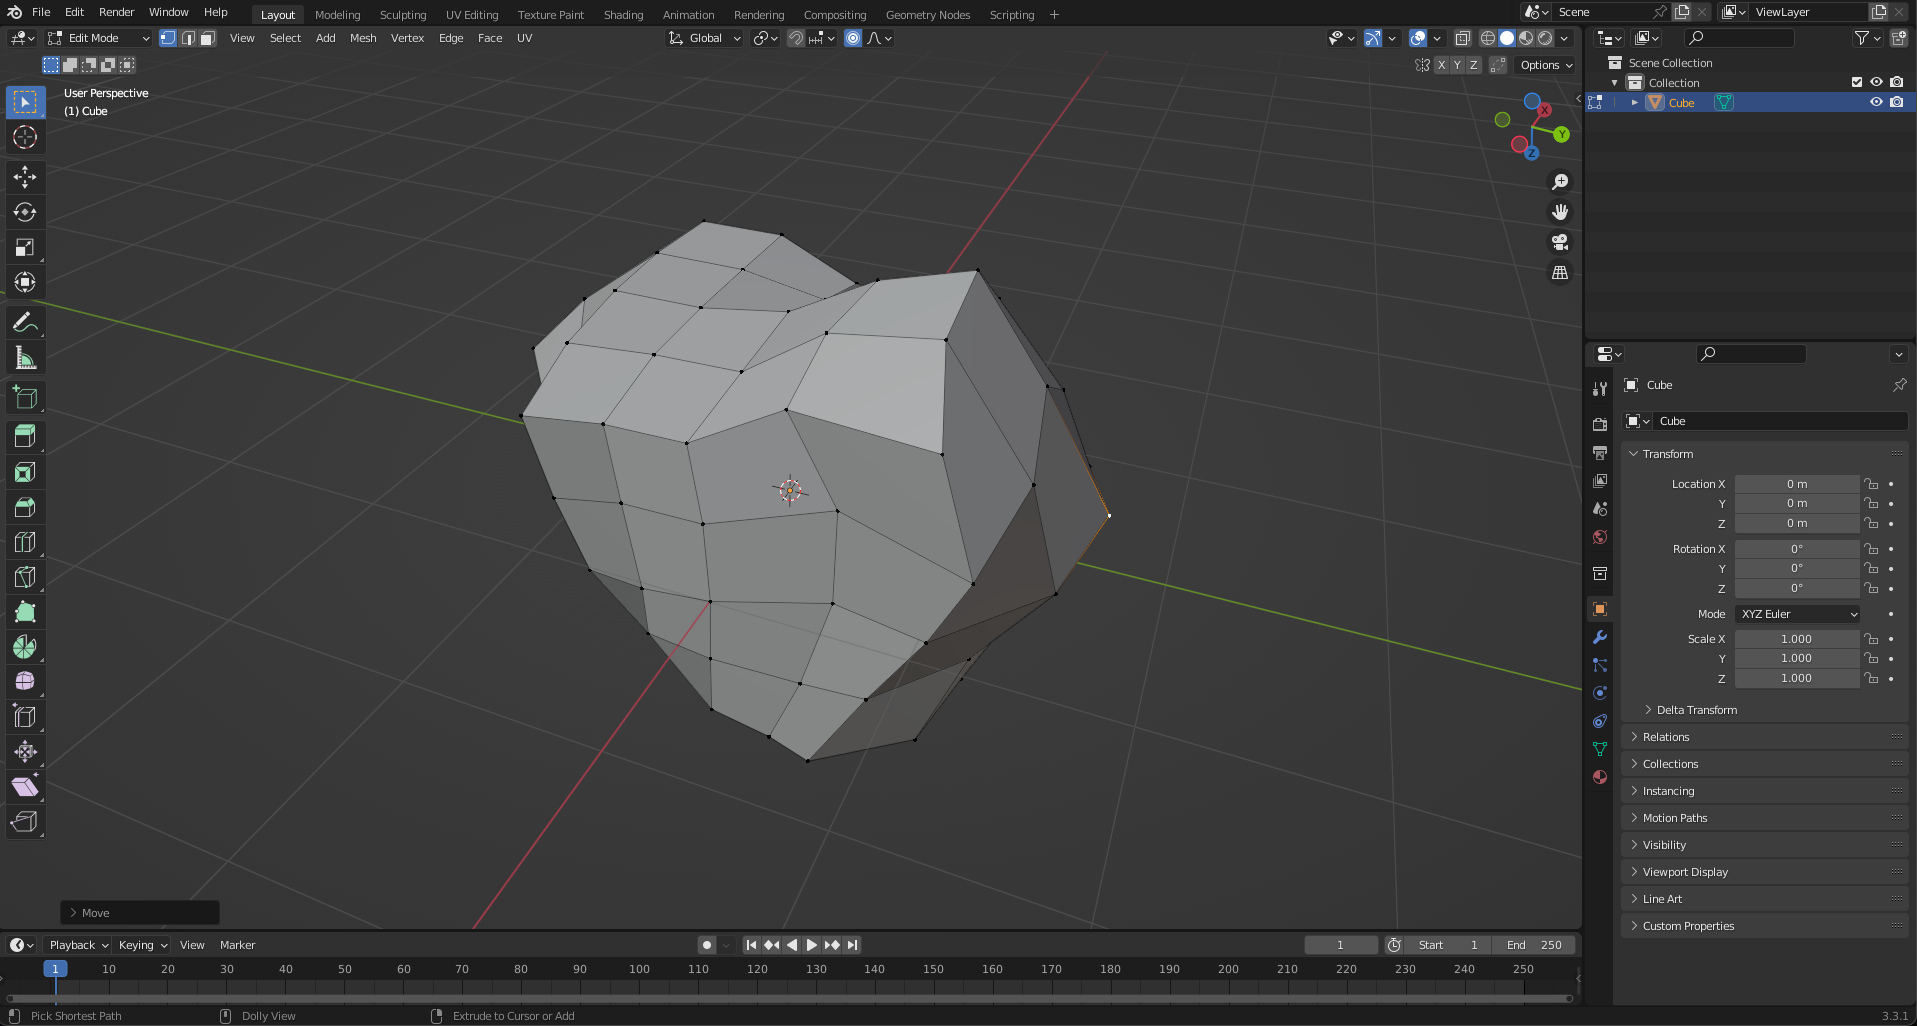 File Edit Render Window Help Layout Modeling Sculpting UV Editing Texture Paint Shading Animation Rendering Compositing Geometry Nodes Scripting + Scene ViewLayer
Edit Mode View Select Add Mesh Vertex Edge Face UV Global
X Y Z Options
User Perspective
(1) Cube
X
Y
Z
Move
Scene Collection
Collection
Cube
Cube
Cube
Transform
Location X 0 m
Y 0 m
Z 0 m
Rotation X 0°
Y 0°
Z 0°
Mode XYZ Euler
Scale X 1.000
Y 1.000
Z 1.000
Delta Transform
Relations
Collections
Instancing
Motion Paths
Visibility
Viewport Display
Line Art
Custom Properties
Playback Keying View Marker 1 Start 1 End 250
1 10 20 30 40 50 60 70 80 90 100 110 120 130 140 150 160 170 180 190 200 210 220 230 240 250
Pick Shortest Path Dolly View Extrude to Cursor or Add 3.3.1